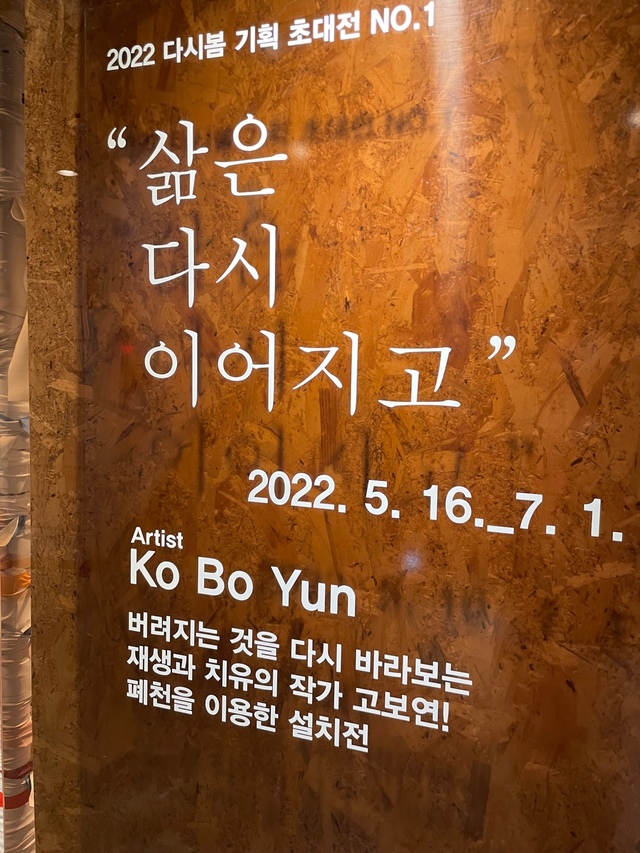 2022 다시봄 기획 초대전 NO.1
“삶은
다시
이어지고”
2022. 5. 16._7. 1.
Artist
Ko Bo Yun
버려지는 것을 다시 바라보는
재생과 치유의 작가 고보연!
폐천을 이용한 설치전